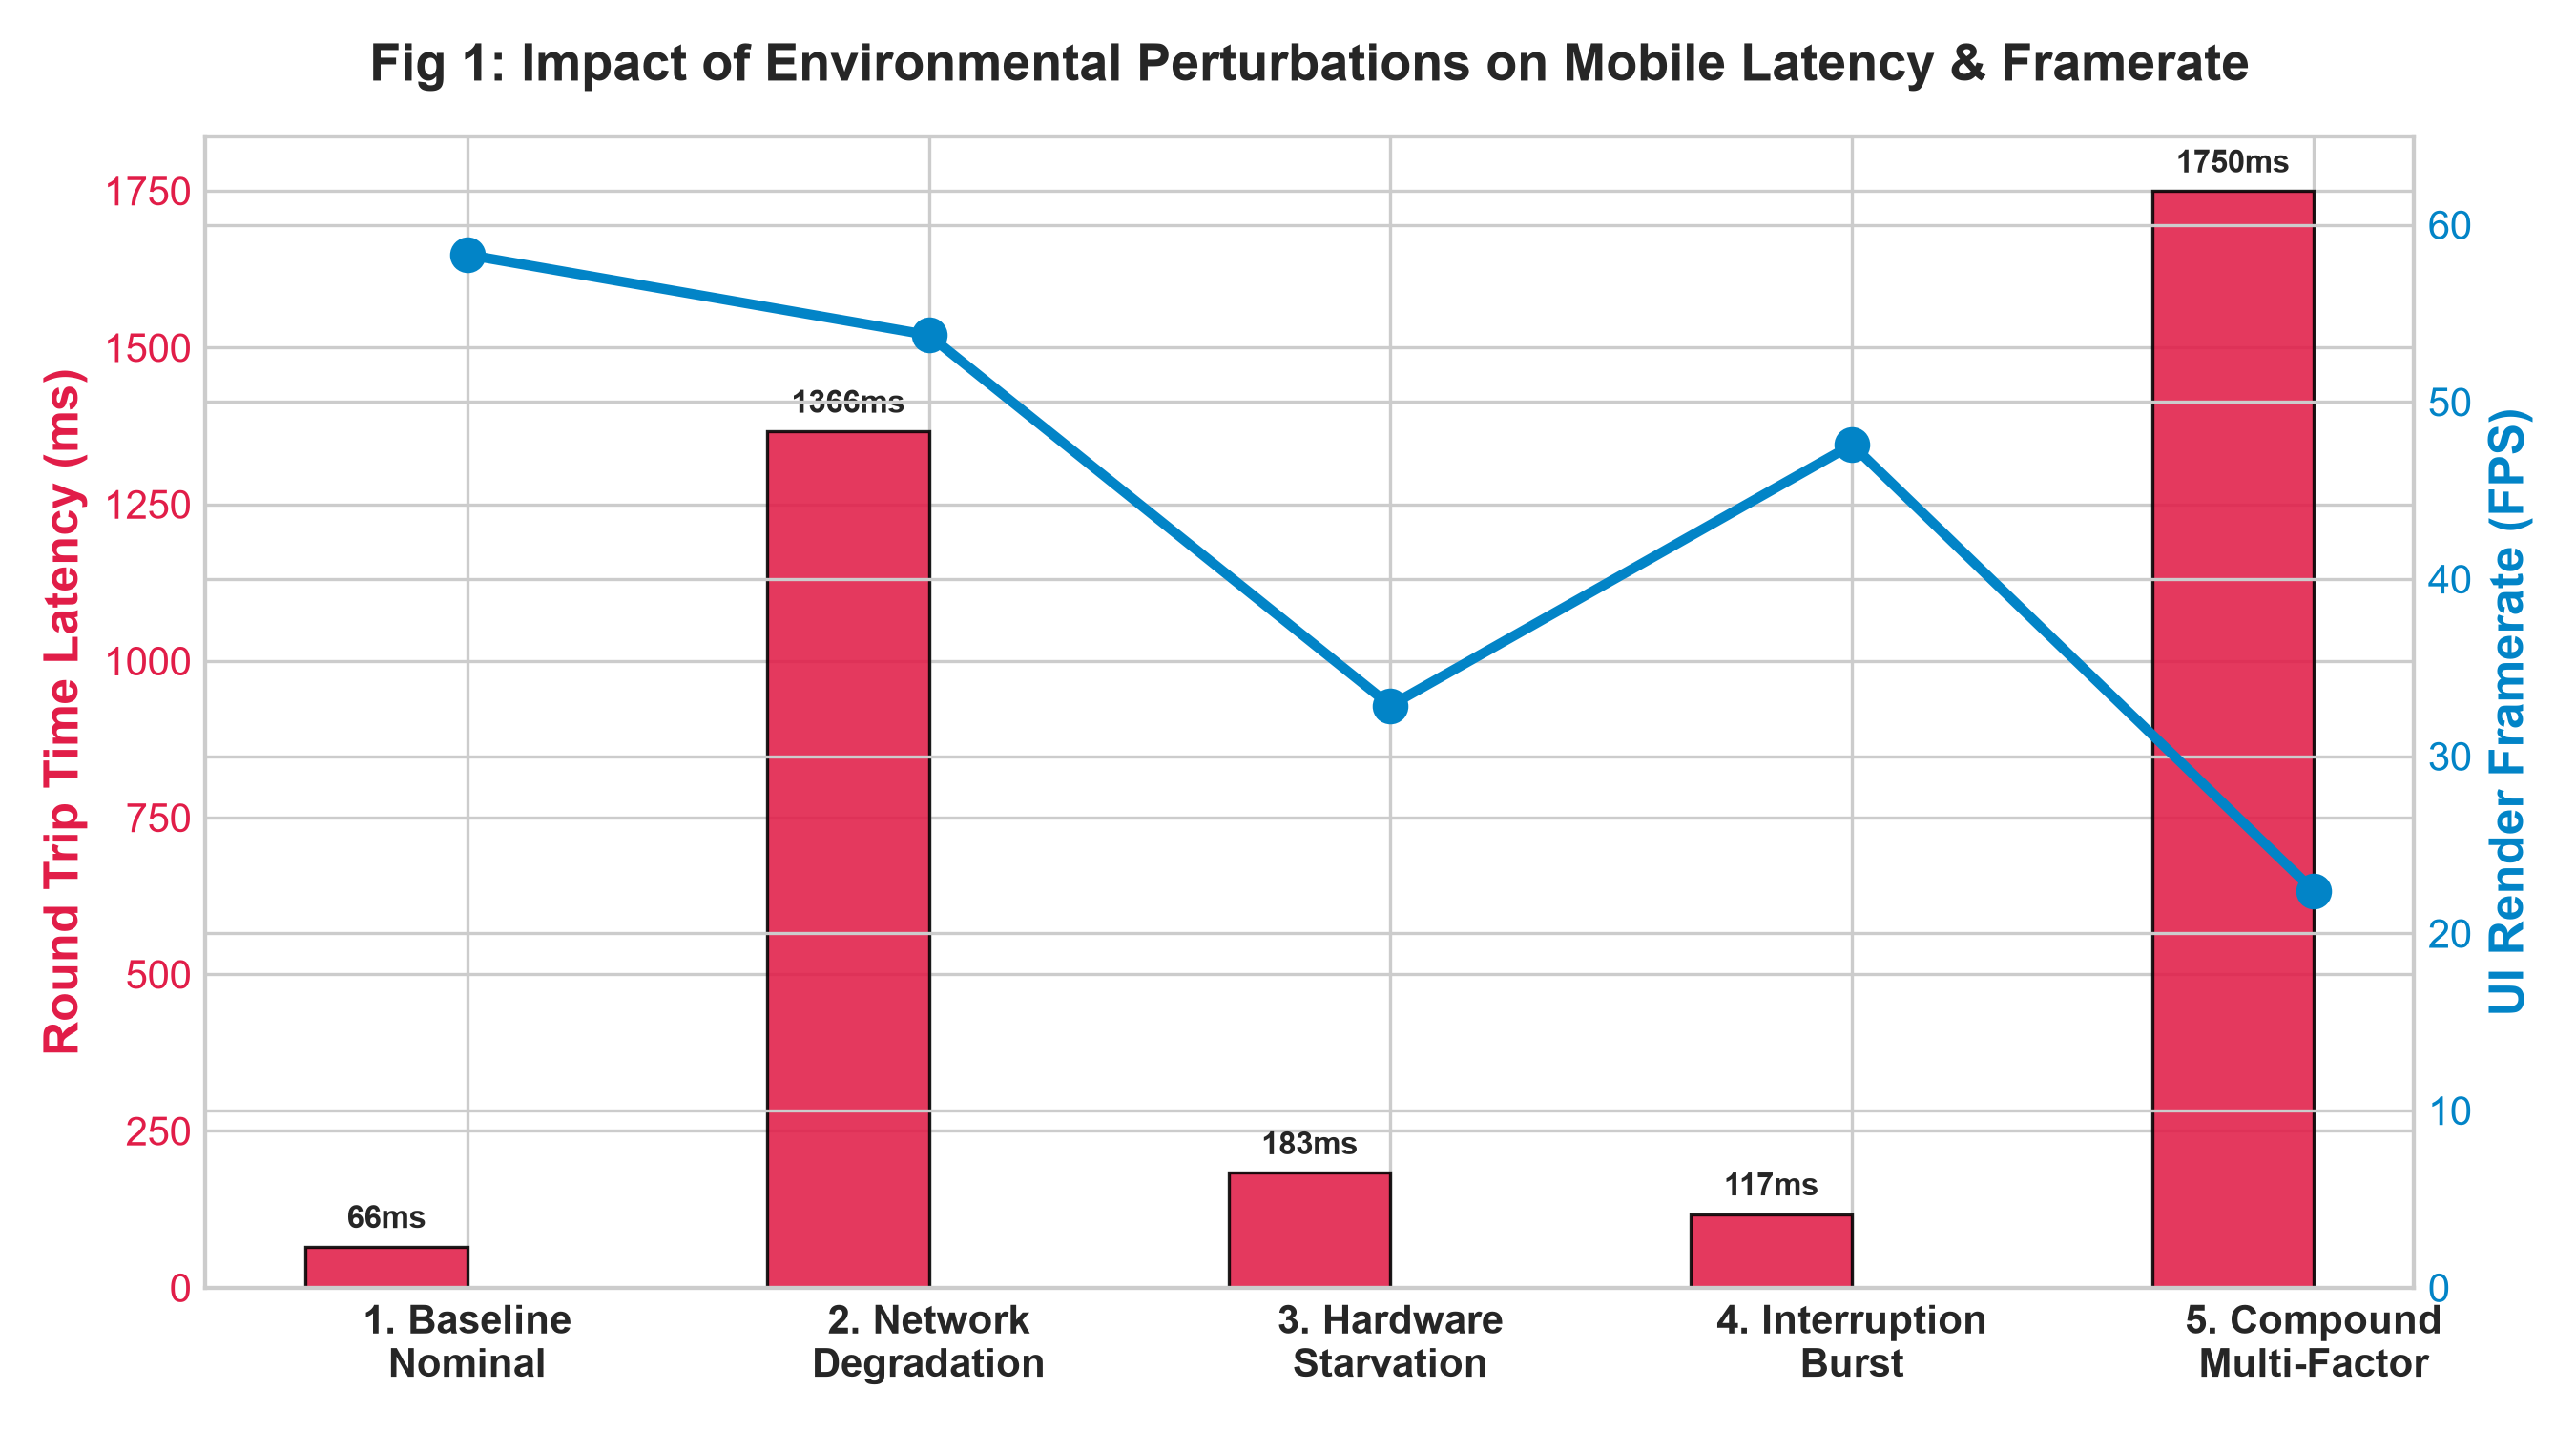 Fig 1: Impact of Environmental Perturbations on Mobile Latency & Framerate
Round Trip Time Latency (ms)
1750
1500
1250
1000
750
500
250
0
66ms
1366ms
183ms
117ms
1750ms
60
50
40
30
20
10
0
UI Render Framerate (FPS)
1. Baseline
Nominal
2. Network
Degradation
3. Hardware
Starvation
4. Interruption
Burst
5. Compound
Multi-Factor